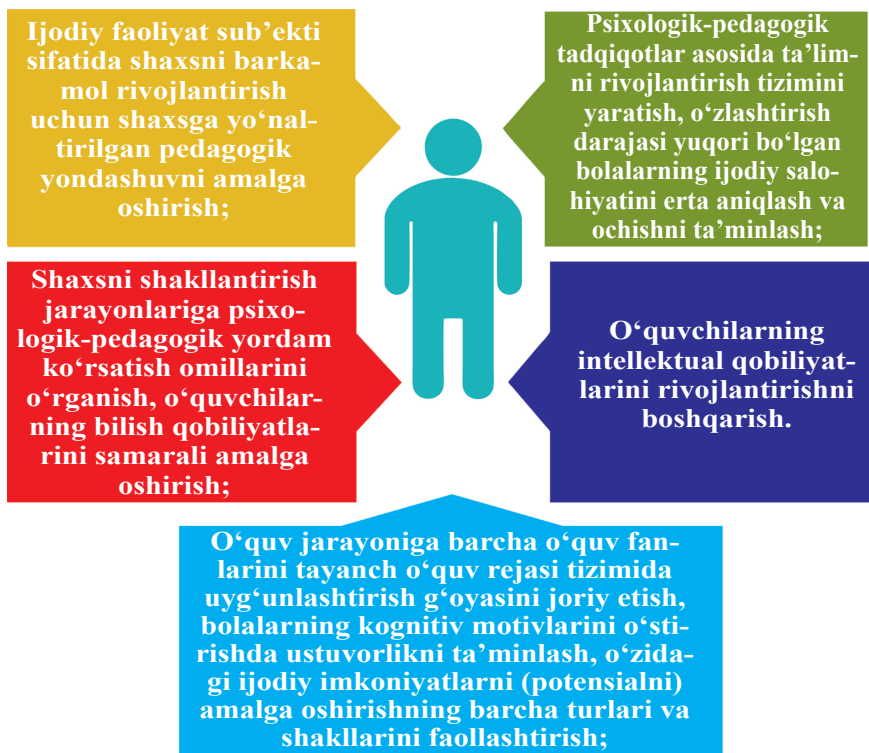 Ijodiy faoliyat sub’ekti
sifatida shaxsni barka-
mol rivojlantirish
uchun shaxsga yo‘nal-
tirilgan pedagogik
yondashuvni amalga
oshirish;
Psixologik-pedagogik
tadqiqotlar asosida ta’lim-
ni rivojlantirish tizimini
yaratish, o‘zlashtirish
darajasi yuqori bo‘lgan
bolalarning ijodiy salo-
hiyatini erta aniqlash va
ochishni ta’minlash;
Shaxsni shakllantirish
jarayonlariga psixo-
logik-pedagogik yordam
ko‘rsatish omillarini
o‘rganish, o‘quvchilar-
ning bilish qobiliyatla-
rini samarali amalga
oshirish;
O‘quvchilarning
intellektual qobiliyat-
larini rivojlantirishni
boshqarish.
O‘quv jarayoniga barcha o‘quv fan-
larini tayanch o‘quv rejasi tizimida
uyg‘unlashtirish g‘oyasini joriy etish,
bolalarning kognitiv motivlarini o‘sti-
rishda ustuvorlikni ta’minlash, o‘zida-
gi ijodiy imkoniyatlarni (potensialni)
amalga oshirishning barcha turlari va
shakllarini faollashtirish;